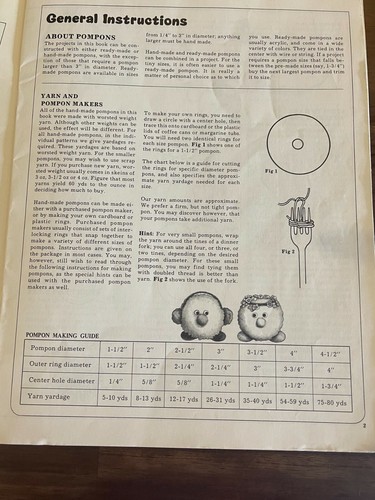 General Instructions
ABOUT POMPONS
The projects in this book can be con-
structed with either ready-made or
hand-made pompons, with the excep-
tion of those that require a pompon
larger than 3" in diameter. Ready-
made pompons are available in sizes
from 1/4" to 3" in diameter, anything
larger must be hand made.
Hand-made and ready-made pompons
can be combined in a project. For the
tiny sizes, it is often easier to use a
ready-made pompon. It is really a
matter of personal choice as to which
you use. Ready-made pompons are
usually acrylic, and come in a wide
variety of colors. They are tied in the
center with wire or string. If a project
requires a pompon size that falls be-
tween the pre-made sizes (say, 1-3/4")
buy the next largest pompon and trim
it to size.
YARN AND
POMPON MAKERS
All of the hand-made pompons in this
book were made with worsted weight
yarn. Although other weights can be
used, the effect will be different. For
all hand-made pompons, in the indi-
vidual patterns we give yardages re-
quired. These yardages are based on
worsted weight yarn. For the smaller
pompons, you may wish to use scrap
yarn. If you purchase new yarn, wor-
sted weight usually comes in skeins of
3 oz, 3-1/2 oz or 4 oz. Figure that most
yarns yield 60 yds to the ounce in
deciding how much to buy.
Hand-made pompons can be made ei-
ther with a purchased pompon maker,
or by making your own cardboard or
plastic rings. Purchased pompon
makers usually consist of sets of inter-
locking rings that snap together to
make a variety of different sizes of
pompons. Instructions are given on
the package in most cases. You may,
however, still wish to read through
the following instructions for making
pompons, as the special hints can be
used with the purchased pompon
makers as well.
To make your own rings, you need to
draw a circle with a center hole, then
trace this onto cardboard or the plastic
lids of coffee cans or margarine tubs.
You will need two identical rings for
each size pompon. Fig 1 shows one of
the rings for a 1-1/2" pompon.
The chart below is a guide for cutting
the rings for specific diameter pom-
pons, and also specifies the approxi-
mate yarn yardage needed for each
size.
Our yarn amounts are approximate.
We prefer a firm, but not tight pom-
pon. You may discover, however, that
your pompons take additional yarn.
Hint: For very small pompons, wrap
the yarn around the tines of a dinner
fork; you can use all four, or three, or
two tines, depending on the desired
pompon diameter. For these small
pompons, you may find tying them
with doubled thread is better than
yarn. Fig 2 shows the use of the fork.
Fig 1
Fig 2
POMPON MAKING GUIDE
Pompon diameter 1-1/2" 2" 2-1/2" 3" 3-1/2" 4" 4-1/2"
Outer ring diameter 1-1/2" 1-1/2" 2-1/4" 2-1/4" 3" 3-3/4" 4"
Center hole diameter 1/4" 5/8" 5/8" 1-1/4" 1-1/4" 1-1/2" 1-3/4"
Yarn yardage 5-10 yds 8-13 yds 12-17 yds 26-31 yds 35-40 yds 54-59 yds 75-80 yds